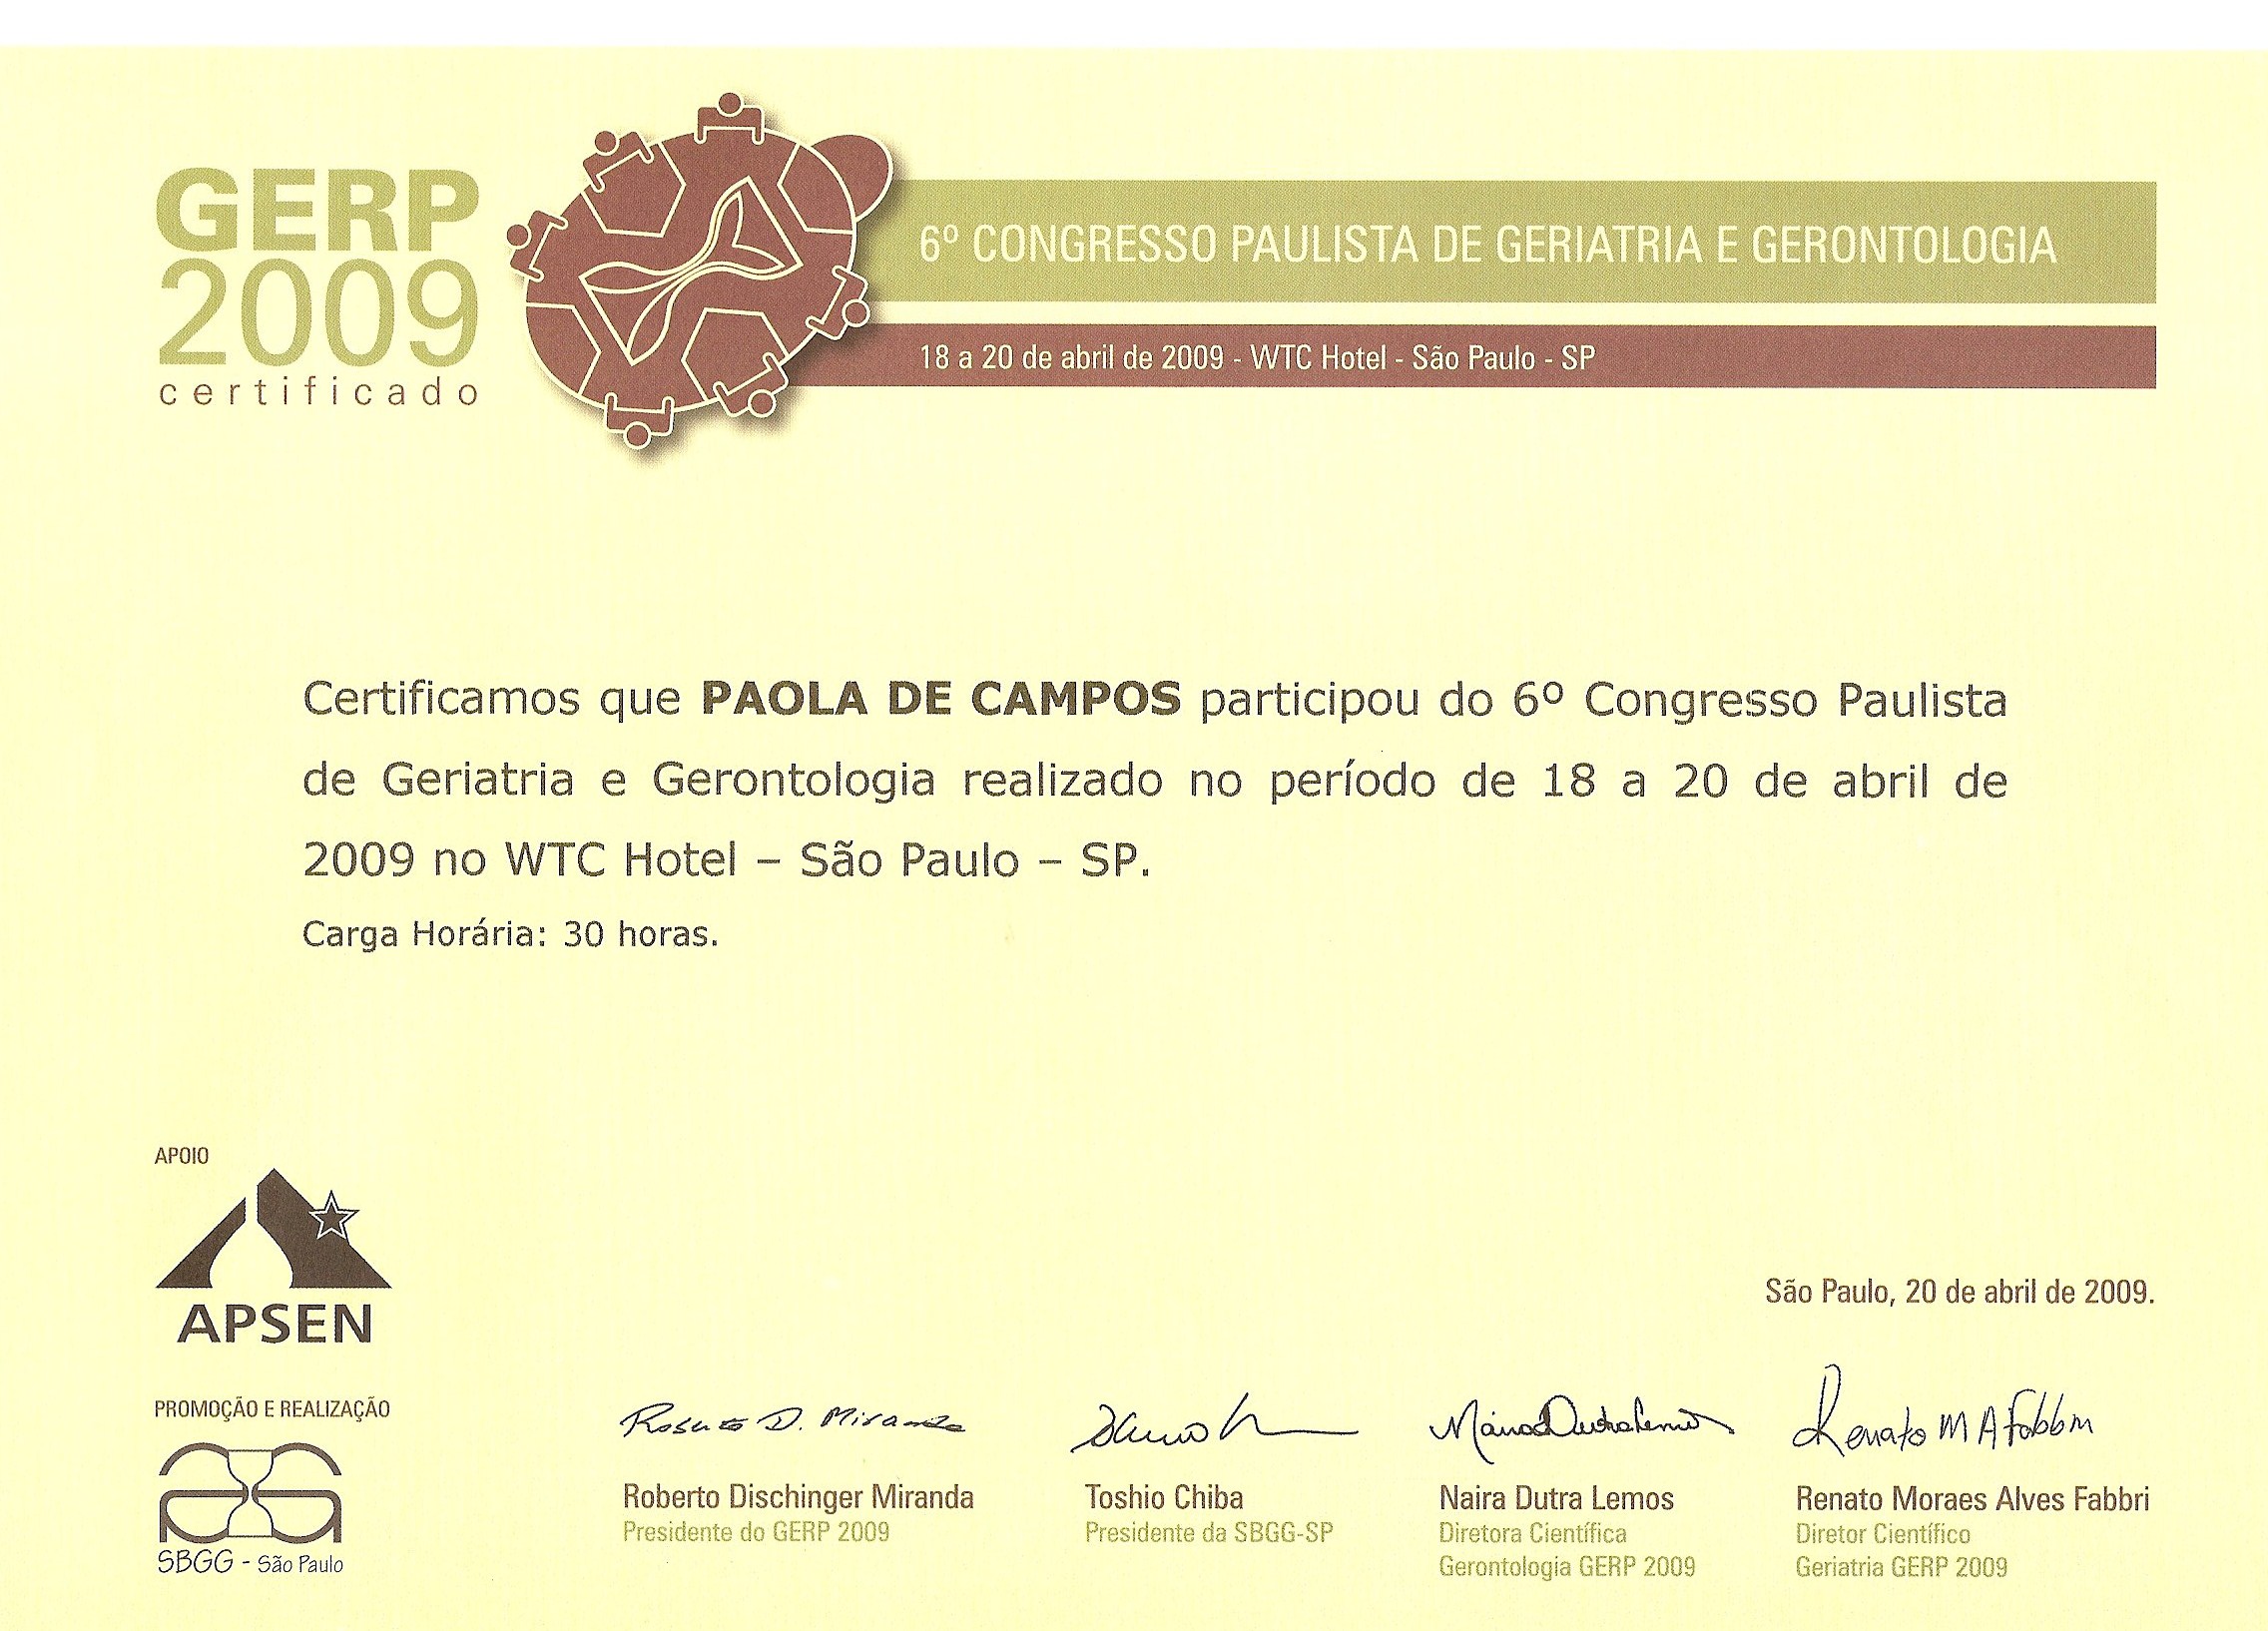 GERP
2009
certificado
6º CONGRESSO PAULISTA DE GERIATRIA E GERONTOLOGIA
18 a 20 de abril de 2009 - WTC Hotel - São Paulo - SP
Certificamos que PAOLA DE CAMPOS participou do 6º Congresso Paulista
de Geriatria e Gerontologia realizado no período de 18 a 20 de abril de
2009 no WTC Hotel – São Paulo – SP.
Carga Horária: 30 horas.
APOIO
APSEN
São Paulo, 20 de abril de 2009.
PROMOÇÃO E REALIZAÇÃO
SBGG - São Paulo
Roberto D. Miranda
Renato M A Fabbri
Roberto Dischinger Miranda
Presidente do GERP 2009
Toshio Chiba
Presidente da SBGG-SP
Naira Dutra Lemos
Diretora Científica
Gerontologia GERP 2009
Renato Moraes Alves Fabbri
Diretor Científico
Geriatria GERP 2009